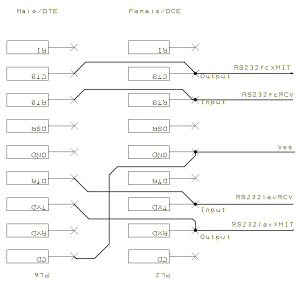 Male/DTE Female/DCE
RI RI
CTS CTS RS232fcXMIT
Output
RTS RTS RS232fcRCV
Input
DSR DSR
GND GND Vss
DTR DTR RS232levRCV
Input
TXD TXD RS232levXMIT
Output
RXD RXD
CD CD
PL6 PL2